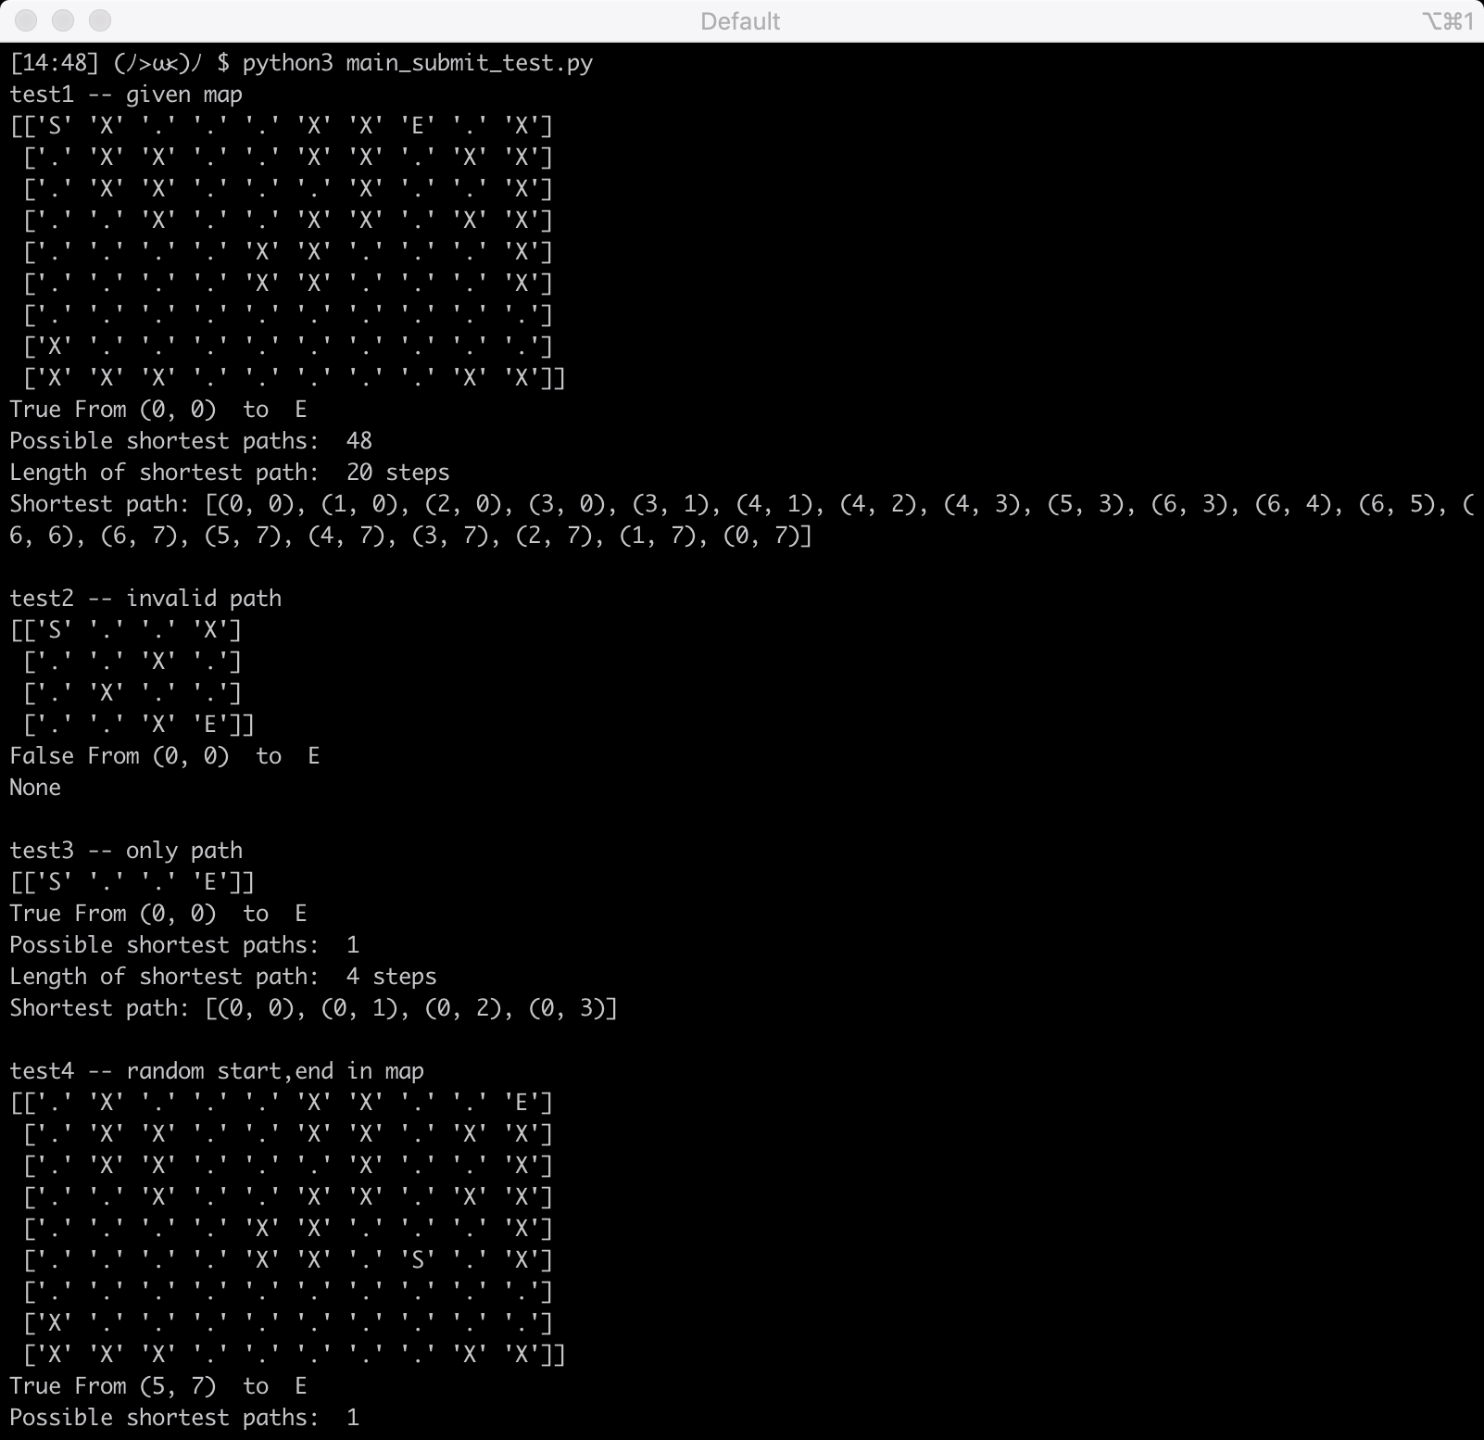 Default
⌥⌘1
[14:48] (ﾉ>ω<)ﾉ $ python3 main_submit_test.py
test1 -- given map
[['S' 'X' '.' '.' '.' 'X' 'X' 'E' '.' 'X']
 ['.' 'X' 'X' '.' '.' 'X' 'X' '.' 'X' 'X']
 ['.' 'X' 'X' '.' '.' '.' 'X' '.' '.' 'X']
 ['.' '.' 'X' '.' '.' 'X' 'X' '.' 'X' 'X']
 ['.' '.' '.' '.' 'X' 'X' '.' '.' '.' 'X']
 ['.' '.' '.' '.' 'X' 'X' '.' '.' '.' 'X']
 ['.' '.' '.' '.' '.' '.' '.' '.' '.' '.']
 ['X' '.' '.' '.' '.' '.' '.' '.' '.' '.']
 ['X' 'X' 'X' '.' '.' '.' '.' '.' 'X' 'X']]
True From (0, 0)  to  E
Possible shortest paths:  48
Length of shortest path:  20 steps
Shortest path: [(0, 0), (1, 0), (2, 0), (3, 0), (3, 1), (4, 1), (4, 2), (4, 3), (5, 3), (6, 3), (6, 4), (6, 5), (
6, 6), (6, 7), (5, 7), (4, 7), (3, 7), (2, 7), (1, 7), (0, 7)]
test2 -- invalid path
[['S' '.' '.' 'X']
 ['.' '.' 'X' '.']
 ['.' 'X' '.' '.']
 ['.' '.' 'X' 'E']]
False From (0, 0)  to  E
None
test3 -- only path
[['S' '.' '.' 'E']]
True From (0, 0)  to  E
Possible shortest paths:  1
Length of shortest path:  4 steps
Shortest path: [(0, 0), (0, 1), (0, 2), (0, 3)]
test4 -- random start,end in map
[['.' 'X' '.' '.' '.' 'X' 'X' '.' '.' 'E']
 ['.' 'X' 'X' '.' '.' 'X' 'X' '.' 'X' 'X']
 ['.' 'X' 'X' '.' '.' '.' 'X' '.' '.' 'X']
 ['.' '.' 'X' '.' '.' 'X' 'X' '.' 'X' 'X']
 ['.' '.' '.' '.' 'X' 'X' '.' '.' '.' 'X']
 ['.' '.' '.' '.' 'X' 'X' '.' 'S' '.' 'X']
 ['.' '.' '.' '.' '.' '.' '.' '.' '.' '.']
 ['X' '.' '.' '.' '.' '.' '.' '.' '.' '.']
 ['X' 'X' 'X' '.' '.' '.' '.' '.' 'X' 'X']]
True From (5, 7)  to  E
Possible shortest paths:  1